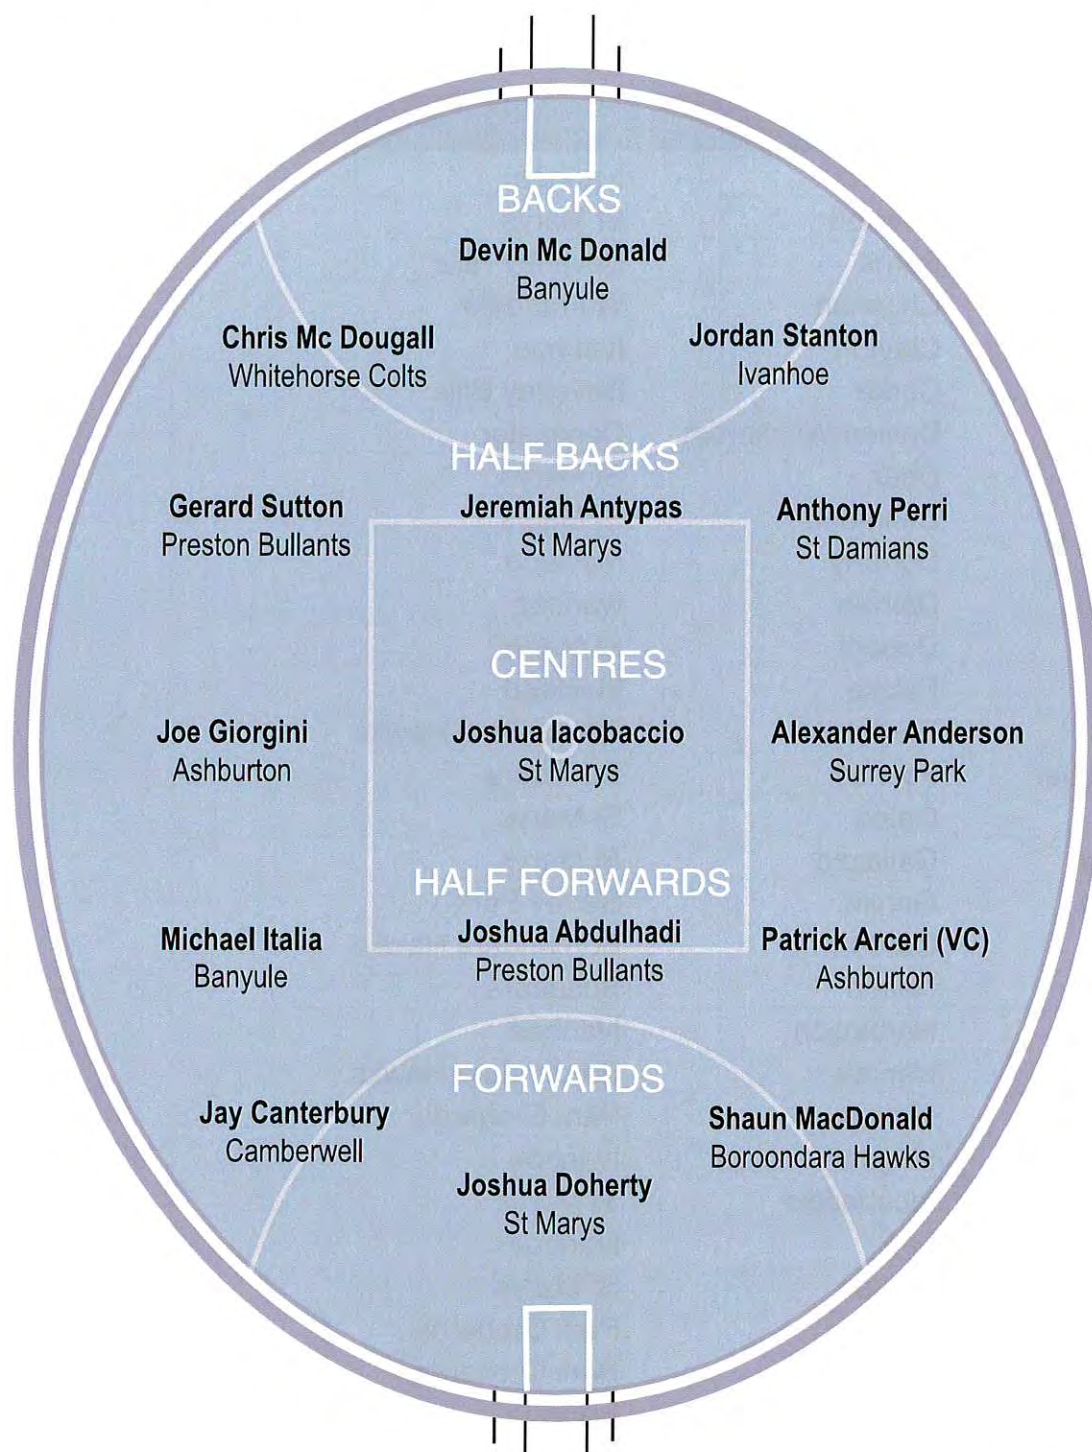 BACKS
Devin Mc Donald
Banyule
Chris Mc Dougall
Whitehorse Colts
Jordan Stanton
Ivanhoe
HALF BACKS
Gerard Sutton
Preston Bullants
Jeremiah Antypas
St Marys
Anthony Perri
St Damians
CENTRES
Joe Giorgini
Ashburton
Joshua Iacobaccio
St Marys
Alexander Anderson
Surrey Park
HALF FORWARDS
Michael Italia
Banyule
Joshua Abdulhadi
Preston Bullants
Patrick Arceri (VC)
Ashburton
FORWARDS
Jay Canterbury
Camberwell
Joshua Doherty
St Marys
Shaun MacDonald
Boroondara Hawks